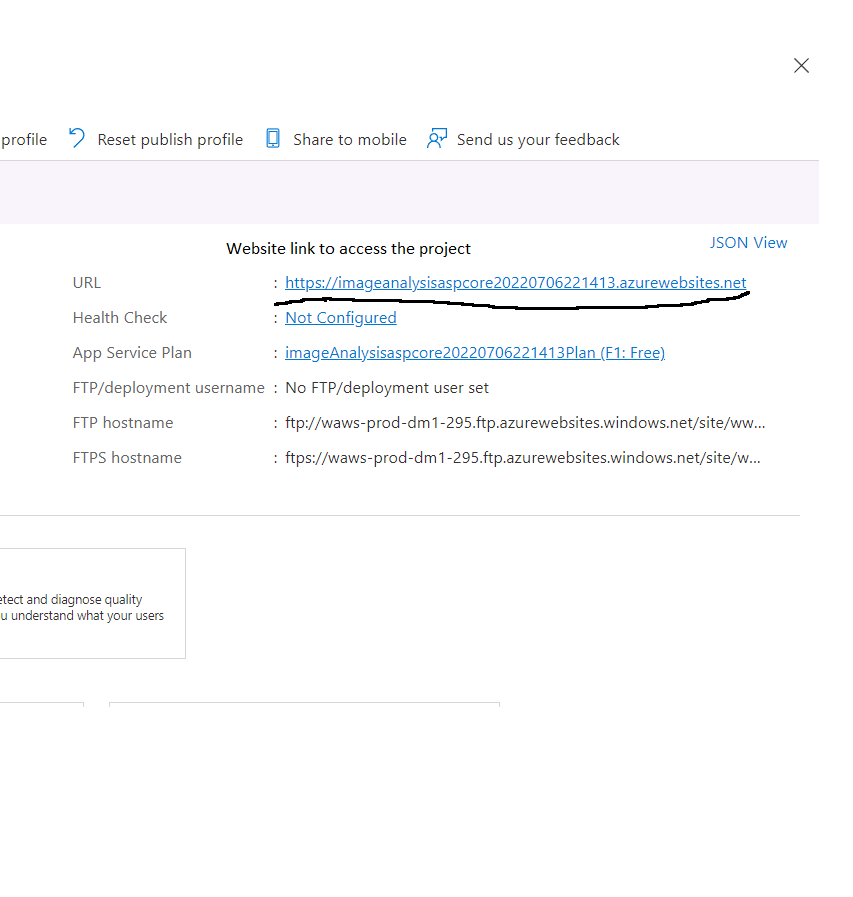 profile Reset publish profile Share to mobile Send us your feedback
JSON View
Website link to access the project
URL : https://imageanalysisaspcore20220706221413.azurewebsites.net
Health Check : Not Configured
App Service Plan : imageAnalysisaspcore20220706221413Plan (F1: Free)
FTP/deployment username : No FTP/deployment user set
FTP hostname : ftp://waws-prod-dm1-295.ftp.azurewebsites.windows.net/site/ww...
FTPS hostname : ftps://waws-prod-dm1-295.ftp.azurewebsites.windows.net/site/w...
etect and diagnose quality
u understand what your users